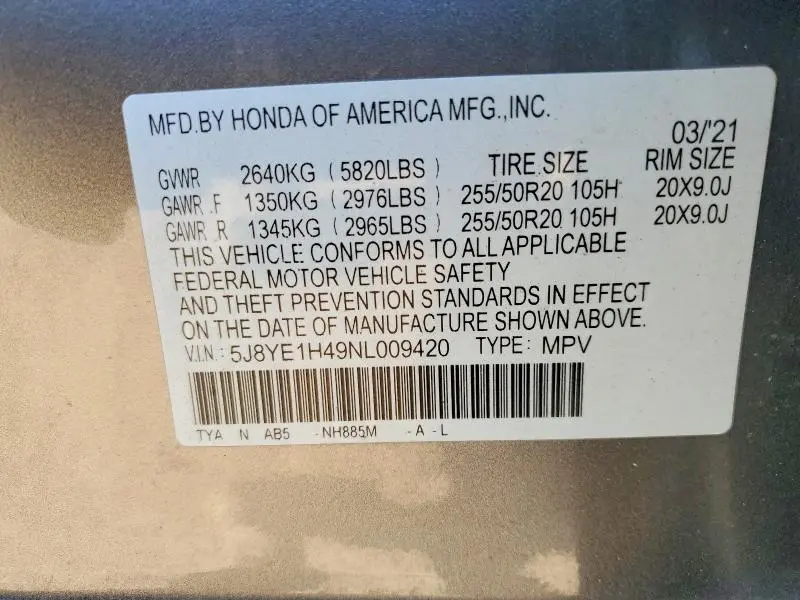 MFD.BY HONDA OF AMERICA MFG.,INC.
03/'21
GVWR 2640KG (5820LBS) TIRE SIZE RIM SIZE
GAWR F 1350KG (2976LBS) 255/50R20 105H 20X9.0J
GAWR R 1345KG (2965LBS) 255/50R20 105H 20X9.0J
THIS VEHICLE CONFORMS TO ALL APPLICABLE
FEDERAL MOTOR VEHICLE SAFETY
AND THEFT PREVENTION STANDARDS IN EFFECT
ON THE DATE OF MANUFACTURE SHOWN ABOVE.
V.I.N: 5J8YE1H49NL009420 TYPE: MPV
TYA N AB5 -NH885M -A-L